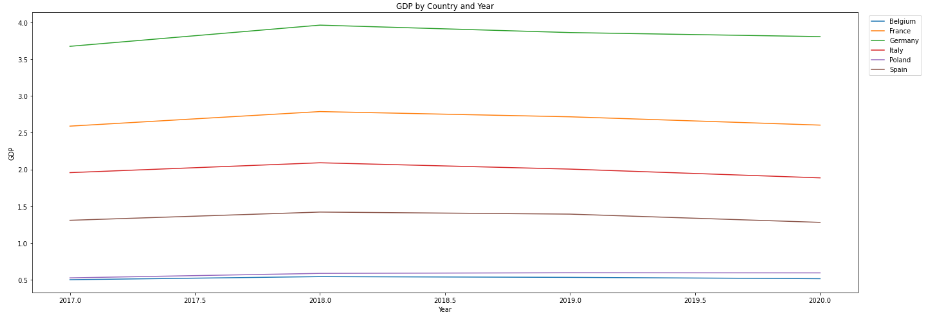 GDP by Country and Year
4.0
3.5
3.0
2.5
2.0
1.5
1.0
0.5
GDP
2017.0 2017.5 2018.0 2018.5 2019.0 2019.5 2020.0
Year
Belgium
France
Germany
Italy
Poland
Spain